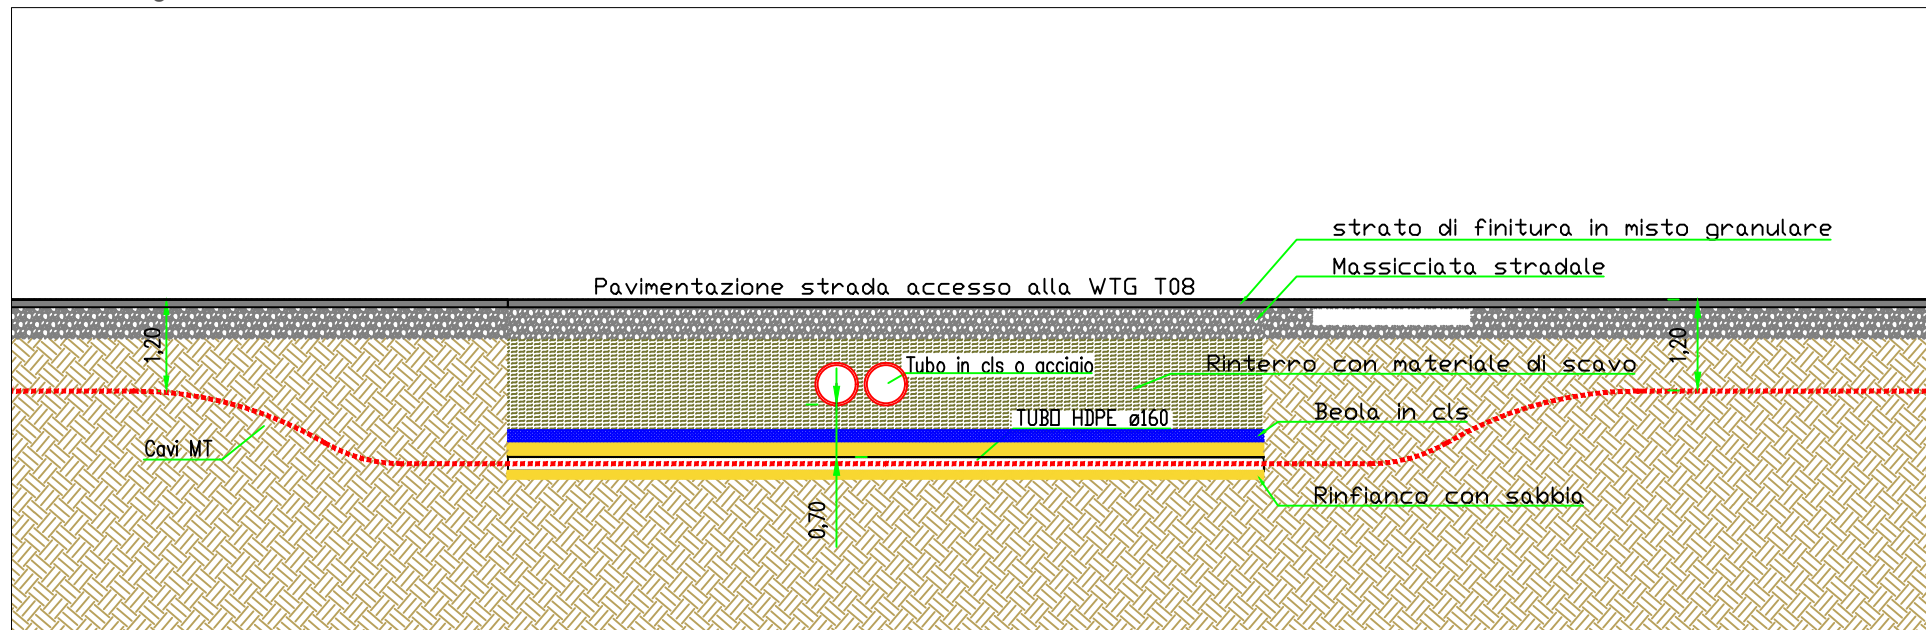 strato di finitura in misto granulare
Massicciata stradale
Pavimentazione strada accesso alla WTG T08
1,20
1,20
Tubo in cls o acciaio
Rinterro con materiale di scavo
TUBO HDPE ø160
Beola in cls
Cavi MT
Rinfianco con sabbia
0,70